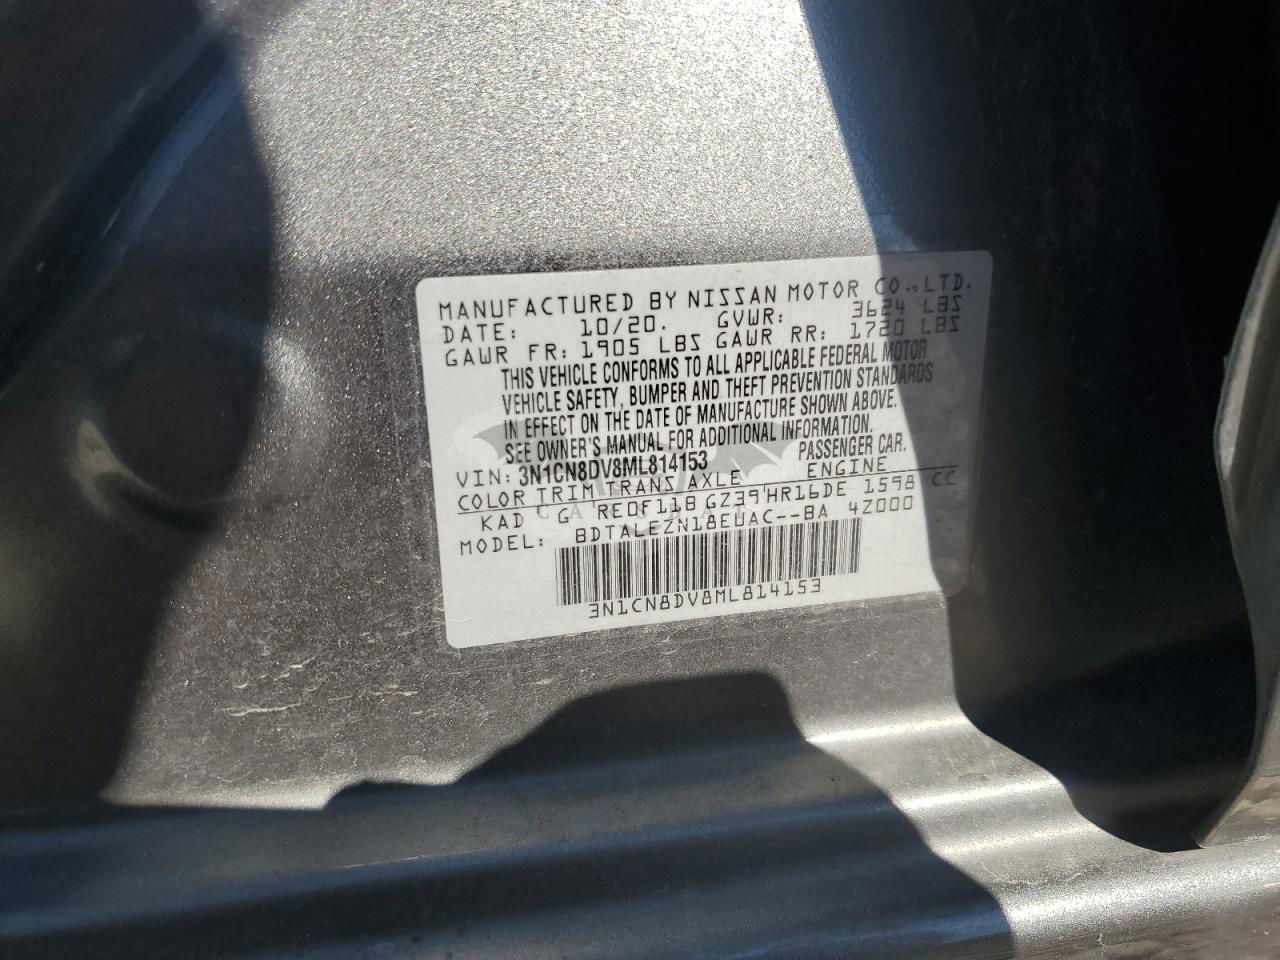 MANUFACTURED BY NISSAN MOTOR CO., LTD.
DATE: 10/20. GVWR: 3624 LBS
GAWR FR: 1905 LBS GAWR RR: 1720 LBS
THIS VEHICLE CONFORMS TO ALL APPLICABLE FEDERAL MOTOR
VEHICLE SAFETY, BUMPER AND THEFT PREVENTION STANDARDS
IN EFFECT ON THE DATE OF MANUFACTURE SHOWN ABOVE.
SEE OWNER'S MANUAL FOR ADDITIONAL INFORMATION.
VIN: 3N1CN8DV8ML814153 PASSENGER CAR.
COLOR TRIM TRANS AXLE ENGINE
KAD G RE0F11B GZ39 HR16DE 1598 CC
MODEL: BDTALEZN18EUAC--BA 4Z000
3N1CN8DV8ML814153